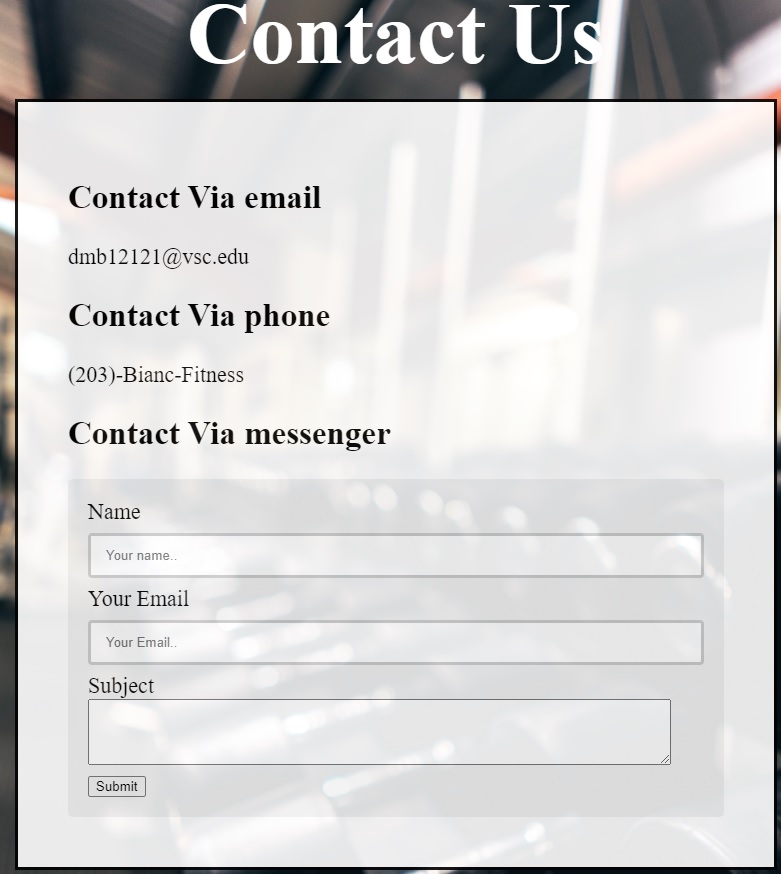 Contact Us
Contact Via email
dmb12121@vsc.edu
Contact Via phone
(203)-Bianc-Fitness
Contact Via messenger
Name
Your name..
Your Email
Your Email..
Subject
Submit